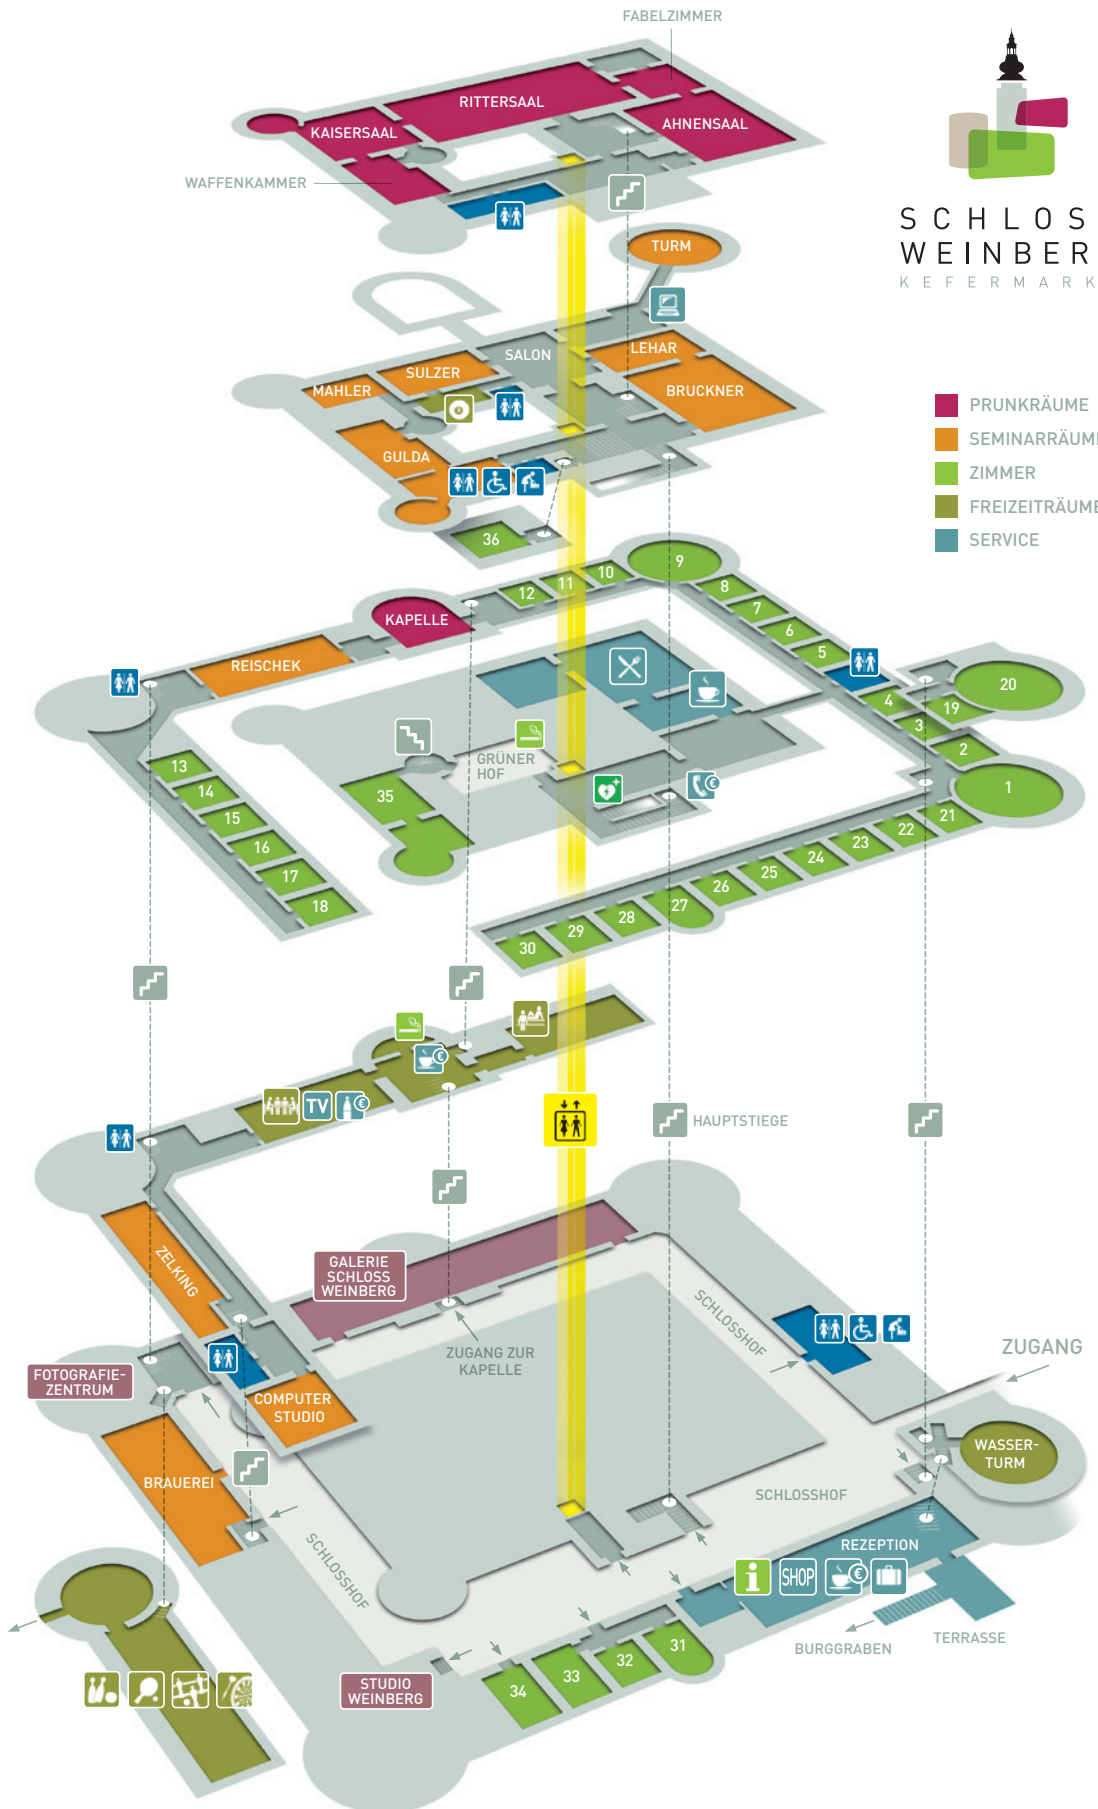 FABELZIMMER
RITTERSAAL
KAISERSAAL
AHNENSAAL
WAFFENKAMMER
SCHLOS
WEINBER
KEFERMARK
TURM
SALON
LEHAR
SULZER
MAHLER
BRUCKNER
GULDA
PRUNKRÄUME
SEMINARRÄUME
ZIMMER
FREIZEITRÄUME
SERVICE
36
9
10
11
12
8
7
6
5
KAPELLE
REISCHEK
4
3
19
20
2
1
GRÜNER
HOF
€
35
13
14
15
16
17
18
21
22
23
24
25
26
27
28
29
30
€
TV
€
HAUPTSTIEGE
ZELKING
GALERIE
SCHLOSS
WEINBERG
SCHLOSSHOF
ZUGANG ZUR
KAPELLE
ZUGANG
FOTOGRAFIE-
ZENTRUM
COMPUTER
STUDIO
BRAUEREI
WASSER-
TURM
SCHLOSSHOF
SCHLOSSHOF
REZEPTION
i
SHOP
€
BURGGRABEN
TERRASSE
31
32
33
34
STUDIO
WEINBERG